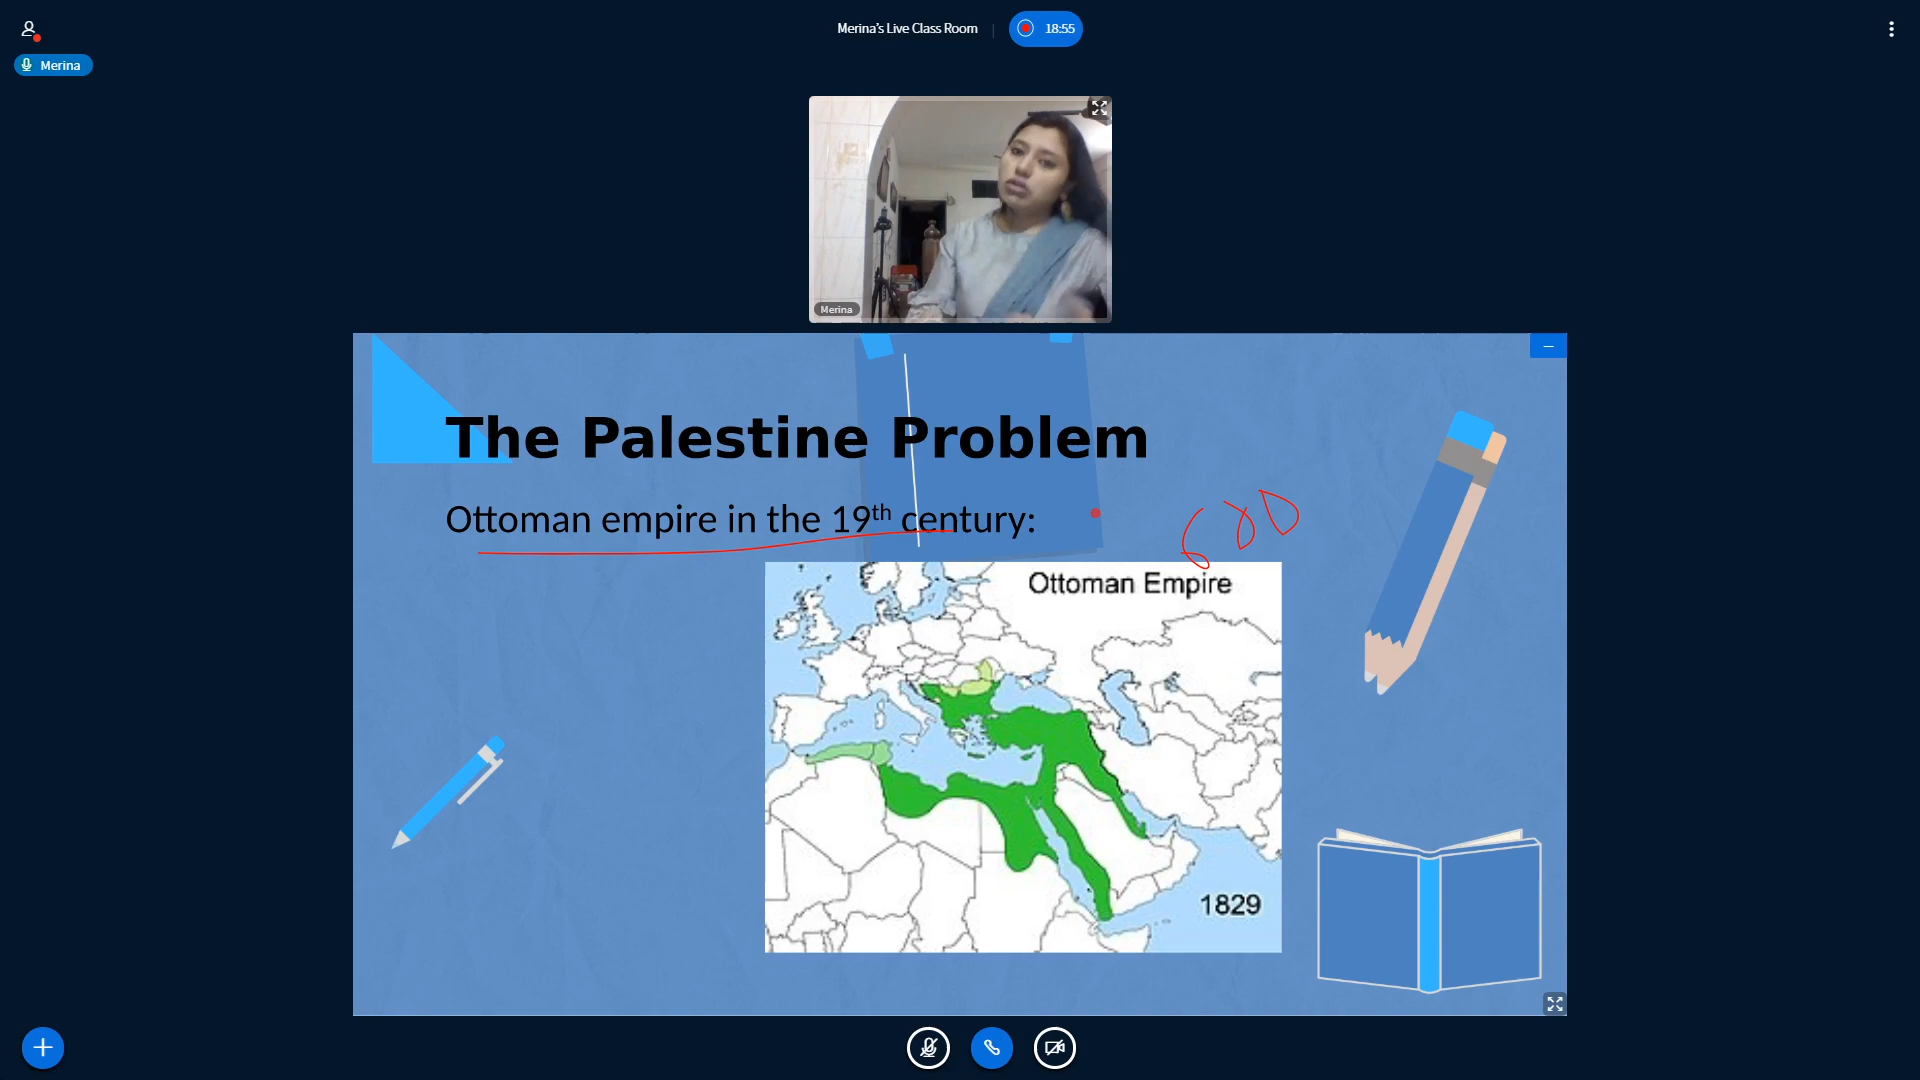 Merina's Live Class Room
18:55
Merina
Merina
The Palestine Problem
Ottoman empire in the 19th century:
Ottoman Empire
1829